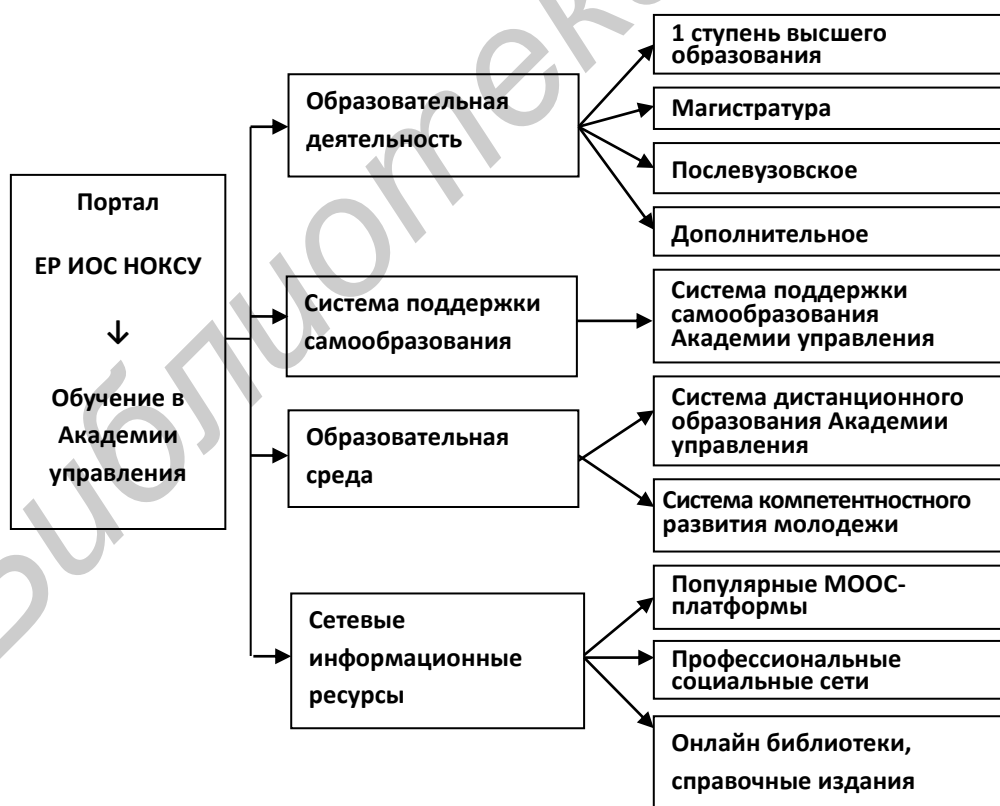 Портал
ЕР ИОС НОКСУ
↓
Обучение в
Академии
управления
Образовательная
деятельность
1 ступень высшего
образования
Магистратура
Послевузовское
Дополнительное
Система поддержки
самообразования
Система поддержки
самообразования
Академии управления
Образовательная
среда
Система дистанционного
образования Академии
управления
Система компетентностного
развития молодежи
Сетевые
информационные
ресурсы
Популярные МООС-
платформы
Профессиональные
социальные сети
Онлайн библиотеки,
справочные издания
Библиотека